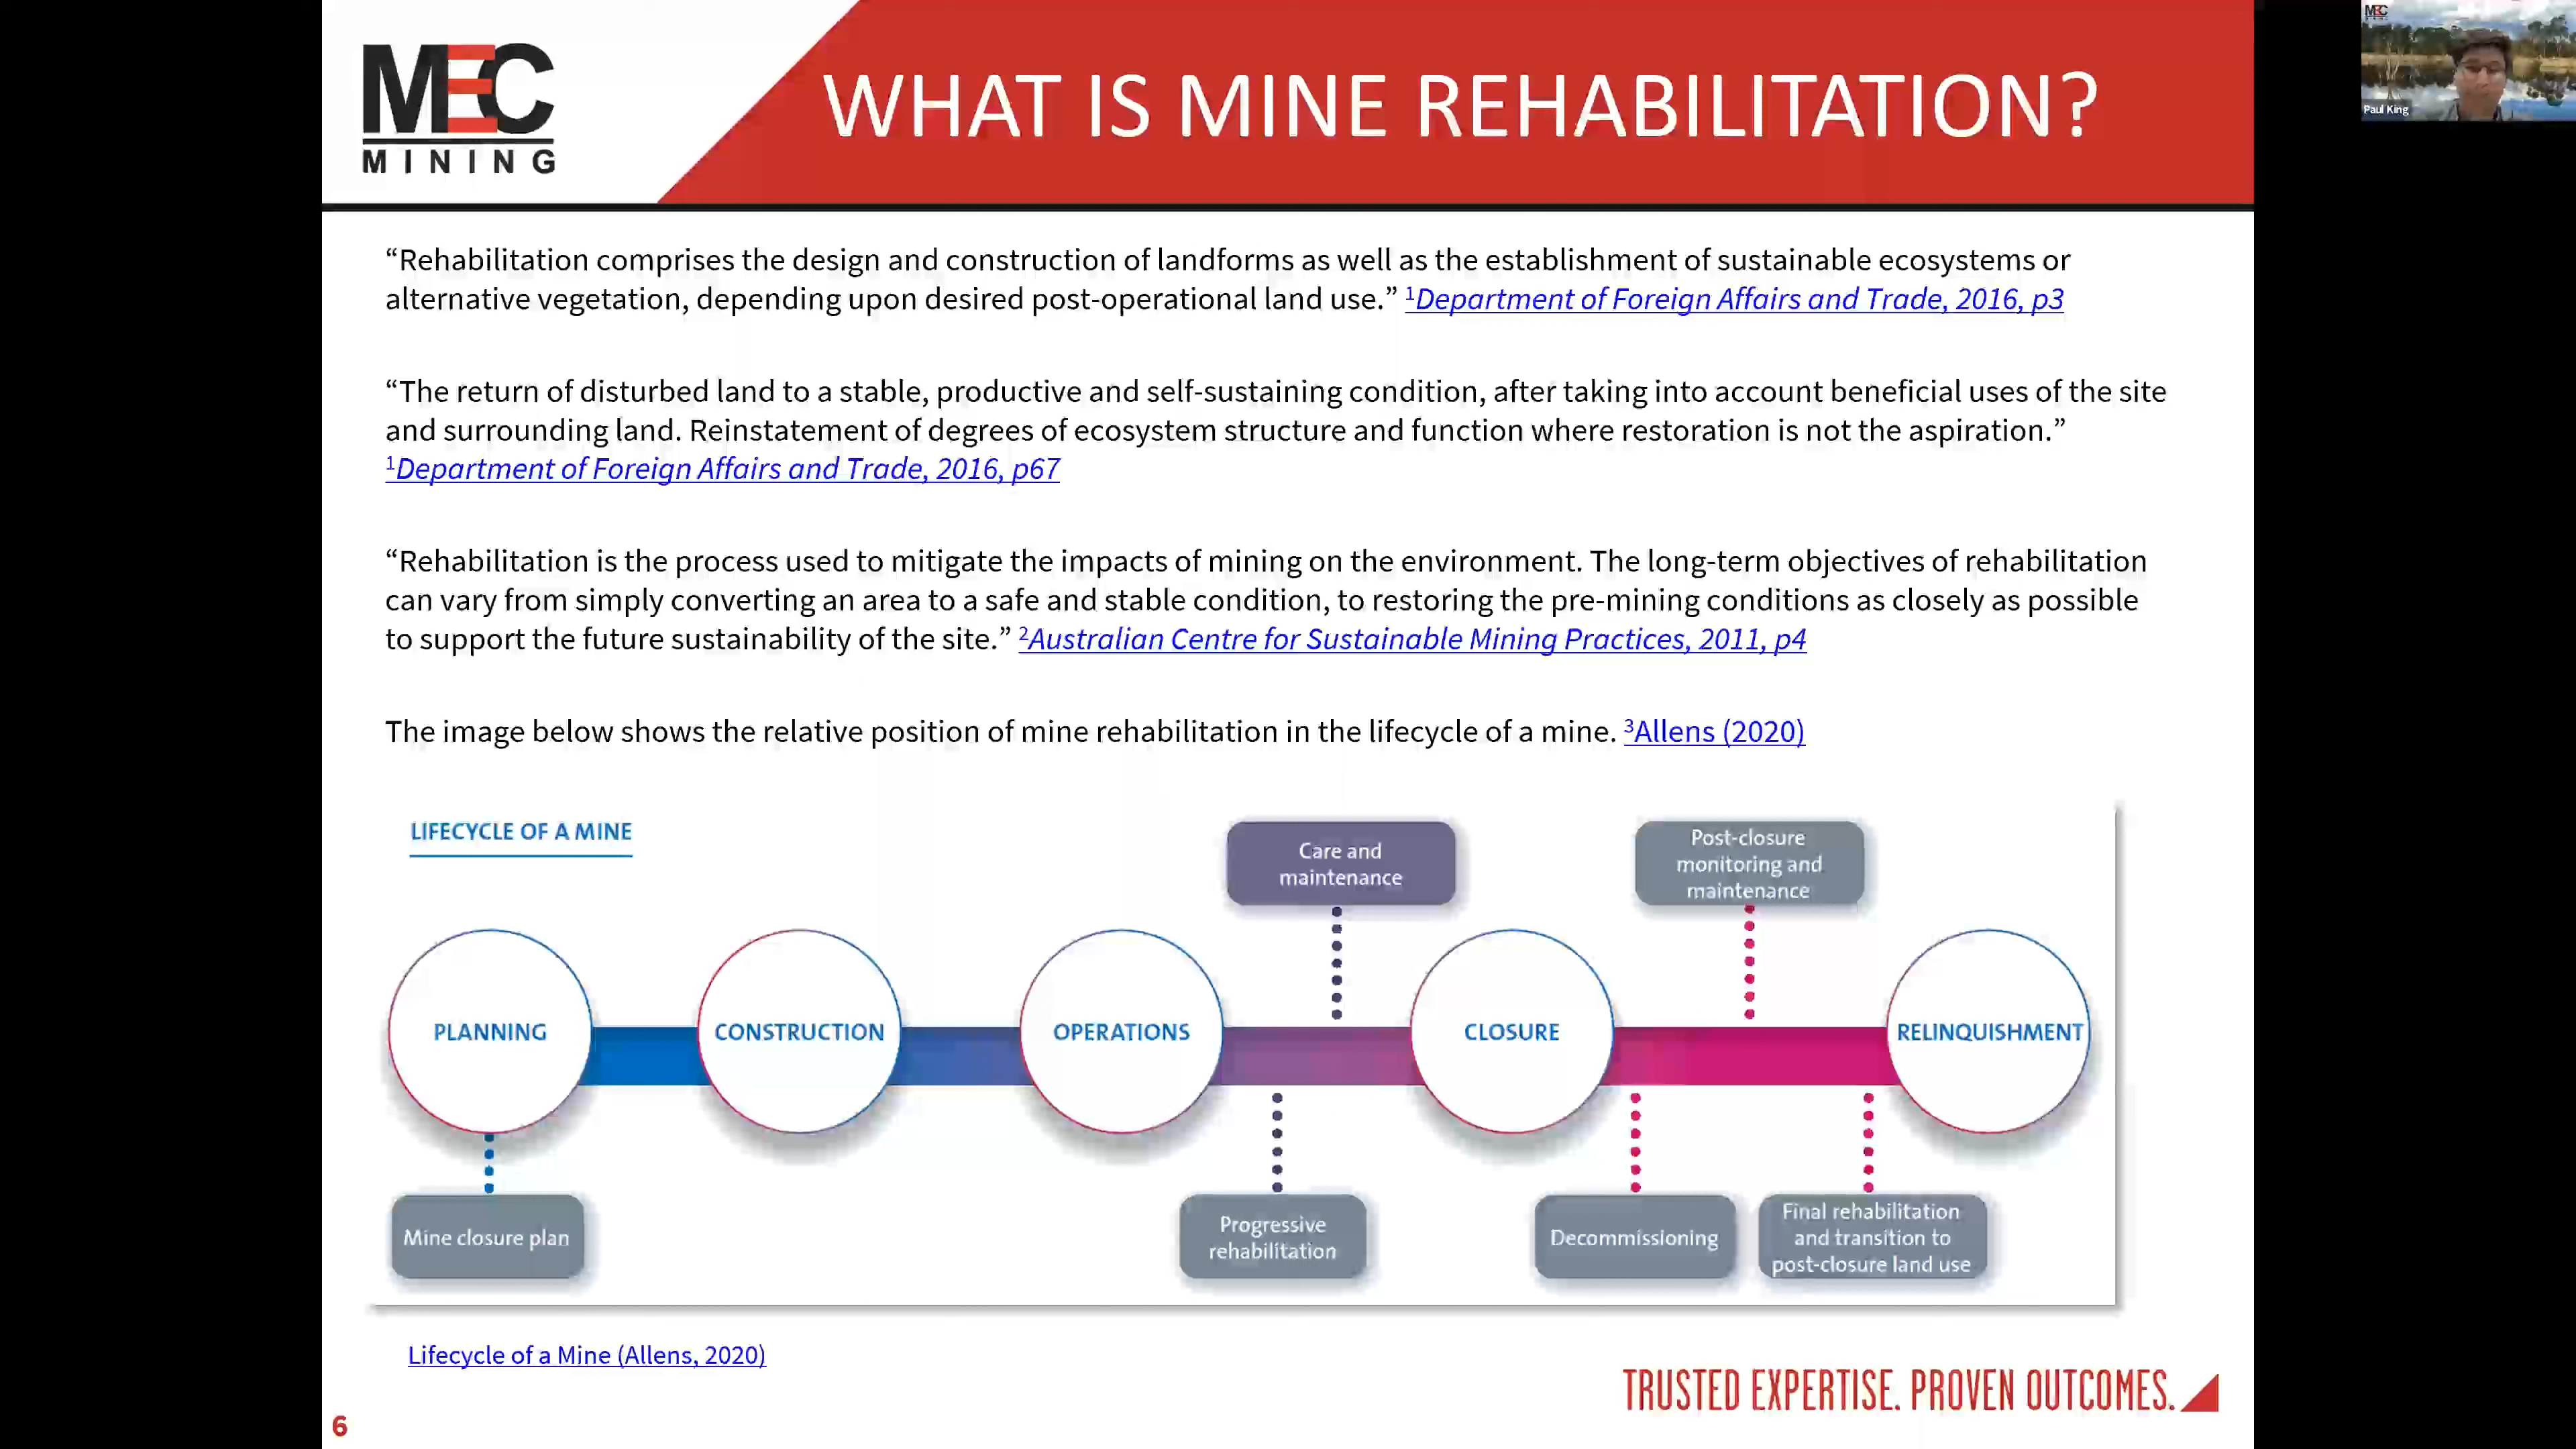 MEC
MINING
WHAT IS MINE REHABILITATION?
MEC
Paul King
“Rehabilitation comprises the design and construction of landforms as well as the establishment of sustainable ecosystems or
alternative vegetation, depending upon desired post-operational land use.” ¹Department of Foreign Affairs and Trade, 2016, p3
“The return of disturbed land to a stable, productive and self-sustaining condition, after taking into account beneficial uses of the site
and surrounding land. Reinstatement of degrees of ecosystem structure and function where restoration is not the aspiration.”
¹Department of Foreign Affairs and Trade, 2016, p67
“Rehabilitation is the process used to mitigate the impacts of mining on the environment. The long-term objectives of rehabilitation
can vary from simply converting an area to a safe and stable condition, to restoring the pre-mining conditions as closely as possible
to support the future sustainability of the site.” ²Australian Centre for Sustainable Mining Practices, 2011, p4
The image below shows the relative position of mine rehabilitation in the lifecycle of a mine. ³Allens (2020)
LIFECYCLE OF A MINE
Care and
maintenance
Post-closure
monitoring and
maintenance
PLANNING
CONSTRUCTION
OPERATIONS
CLOSURE
RELINQUISHMENT
Mine closure plan
Progressive
rehabilitation
Decommissioning
Final rehabilitation
and transition to
post-closure land use
Lifecycle of a Mine (Allens, 2020)
TRUSTED EXPERTISE. PROVEN OUTCOMES.
6